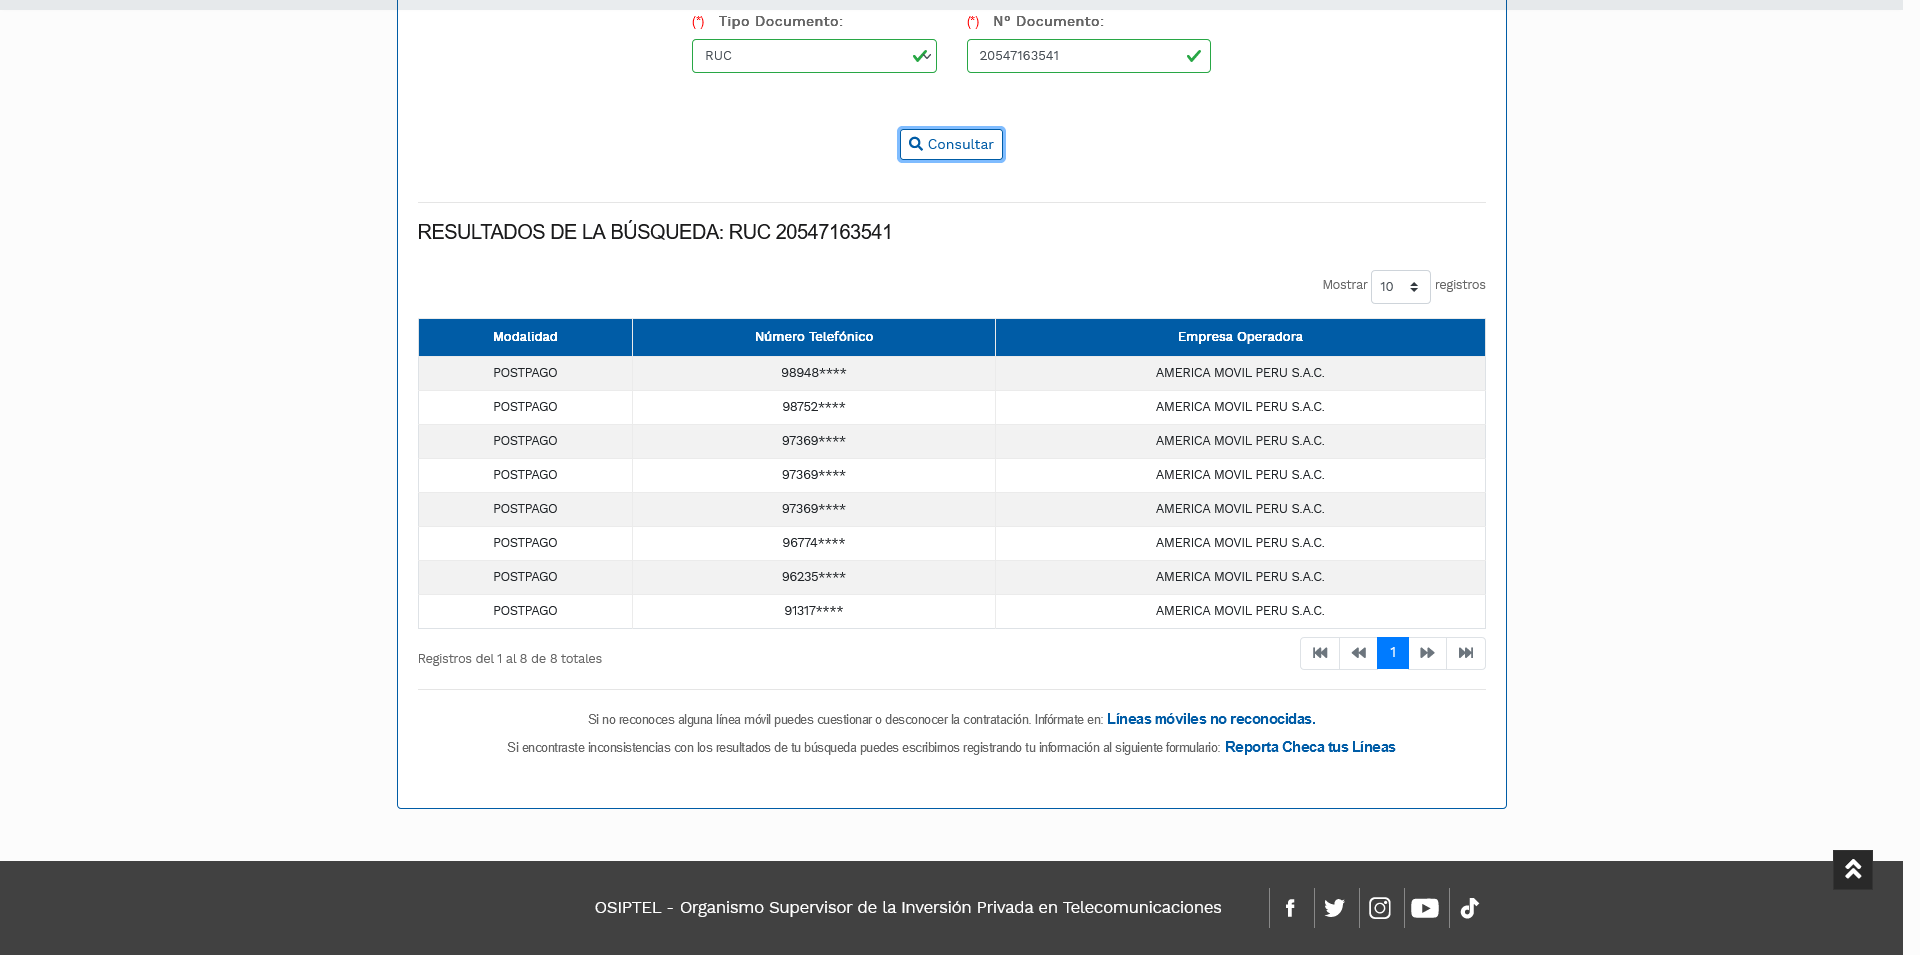 (*) Tipo Documento: (*) Nº Documento:
RUC 20547163541
Consultar
RESULTADOS DE LA BÚSQUEDA: RUC 20547163541
Mostrar 10 registros
Modalidad Número Telefónico Empresa Operadora
POSTPAGO 98948**** AMERICA MOVIL PERU S.A.C.
POSTPAGO 98752**** AMERICA MOVIL PERU S.A.C.
POSTPAGO 97369**** AMERICA MOVIL PERU S.A.C.
POSTPAGO 97369**** AMERICA MOVIL PERU S.A.C.
POSTPAGO 97369**** AMERICA MOVIL PERU S.A.C.
POSTPAGO 96774**** AMERICA MOVIL PERU S.A.C.
POSTPAGO 96235**** AMERICA MOVIL PERU S.A.C.
POSTPAGO 91317**** AMERICA MOVIL PERU S.A.C.
Registros del 1 al 8 de 8 totales 1
Si no reconoces alguna línea móvil puedes cuestionar o desconocer la contratación. Infórmate en: Líneas móviles no reconocidas.
Si encontraste inconsistencias con los resultados de tu búsqueda puedes escribirnos registrando tu información al siguiente formulario: Reporta Checa tus Líneas
OSIPTEL - Organismo Supervisor de la Inversión Privada en Telecomunicaciones